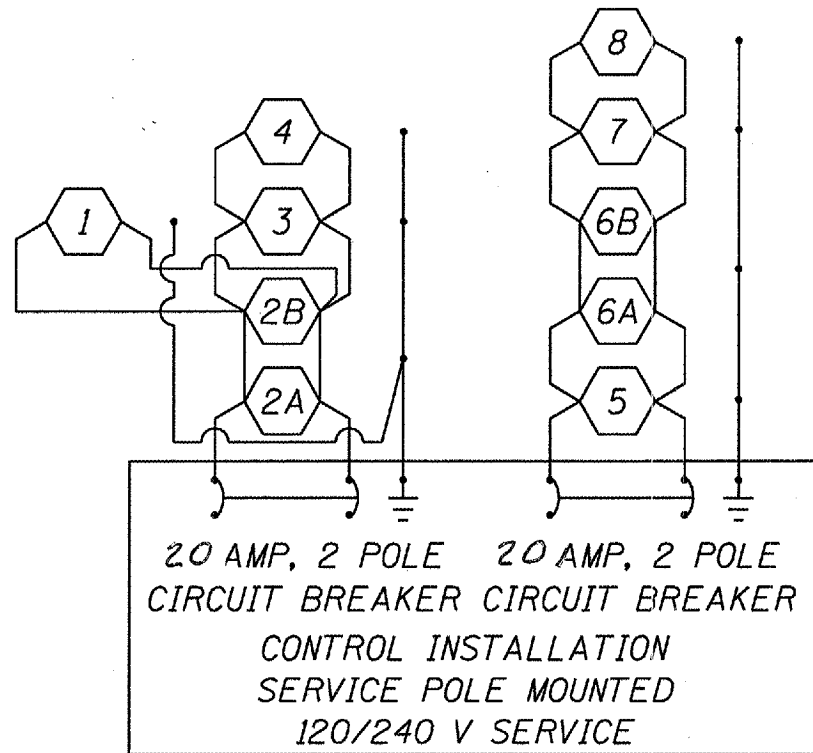 8
4
7
1
3
6B
2B
6A
2A
5
20 AMP, 2 POLE 20 AMP, 2 POLE
CIRCUIT BREAKER CIRCUIT BREAKER
CONTROL INSTALLATION
SERVICE POLE MOUNTED
120/240 V SERVICE